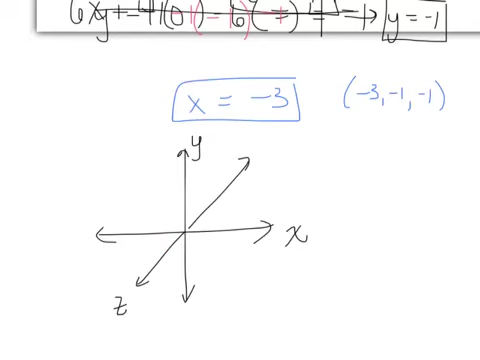 y = -1
x = -3 (-3, -1, -1)
y
x
z